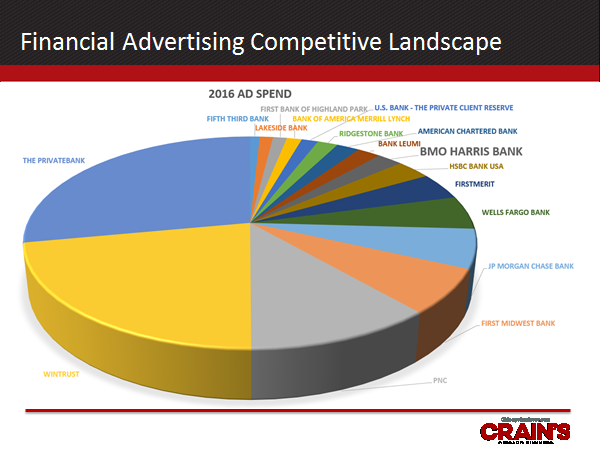 Financial Advertising Competitive Landscape
2016 AD SPEND
FIRST BANK OF HIGHLAND PARK
U.S. BANK - THE PRIVATE CLIENT RESERVE
FIFTH THIRD BANK
BANK OF AMERICA MERRILL LYNCH
LAKESIDE BANK
AMERICAN CHARTERED BANK
RIDGESTONE BANK
BANK LEUMI
BMO HARRIS BANK
THE PRIVATEBANK
HSBC BANK USA
FIRSTMERIT
WELLS FARGO BANK
JP MORGAN CHASE BANK
FIRST MIDWEST BANK
WINTRUST
PNC
CRAIN'S